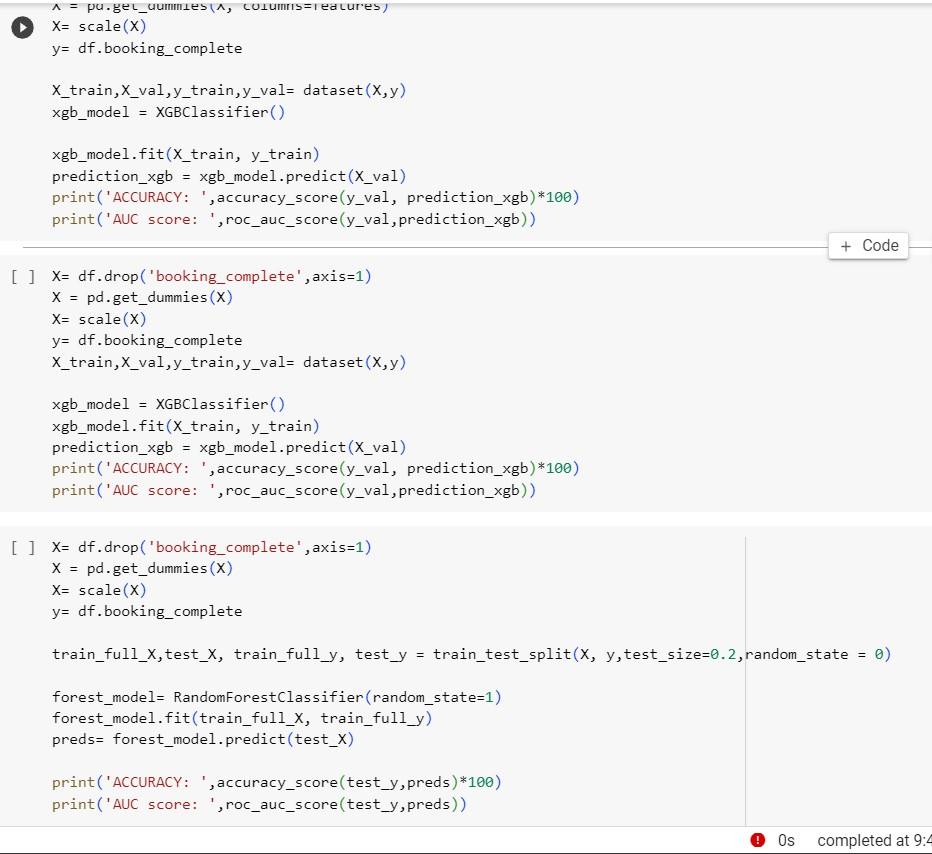 X = pd.get_dummies(X, columns=features)
X= scale(X)
y= df.booking_complete
X_train,X_val,y_train,y_val= dataset(X,y)
xgb_model = XGBClassifier()
xgb_model.fit(X_train, y_train)
prediction_xgb = xgb_model.predict(X_val)
print('ACCURACY: ',accuracy_score(y_val, prediction_xgb)*100)
print('AUC score: ',roc_auc_score(y_val,prediction_xgb))
+ Code
[ ] X= df.drop('booking_complete',axis=1)
X = pd.get_dummies(X)
X= scale(X)
y= df.booking_complete
X_train,X_val,y_train,y_val= dataset(X,y)
xgb_model = XGBClassifier()
xgb_model.fit(X_train, y_train)
prediction_xgb = xgb_model.predict(X_val)
print('ACCURACY: ',accuracy_score(y_val, prediction_xgb)*100)
print('AUC score: ',roc_auc_score(y_val,prediction_xgb))
[ ] X= df.drop('booking_complete',axis=1)
X = pd.get_dummies(X)
X= scale(X)
y= df.booking_complete
train_full_X,test_X, train_full_y, test_y = train_test_split(X, y,test_size=0.2,random_state = 0)
forest_model= RandomForestClassifier(random_state=1)
forest_model.fit(train_full_X, train_full_y)
preds= forest_model.predict(test_X)
print('ACCURACY: ',accuracy_score(test_y,preds)*100)
print('AUC score: ',roc_auc_score(test_y,preds))
0s completed at 9:4